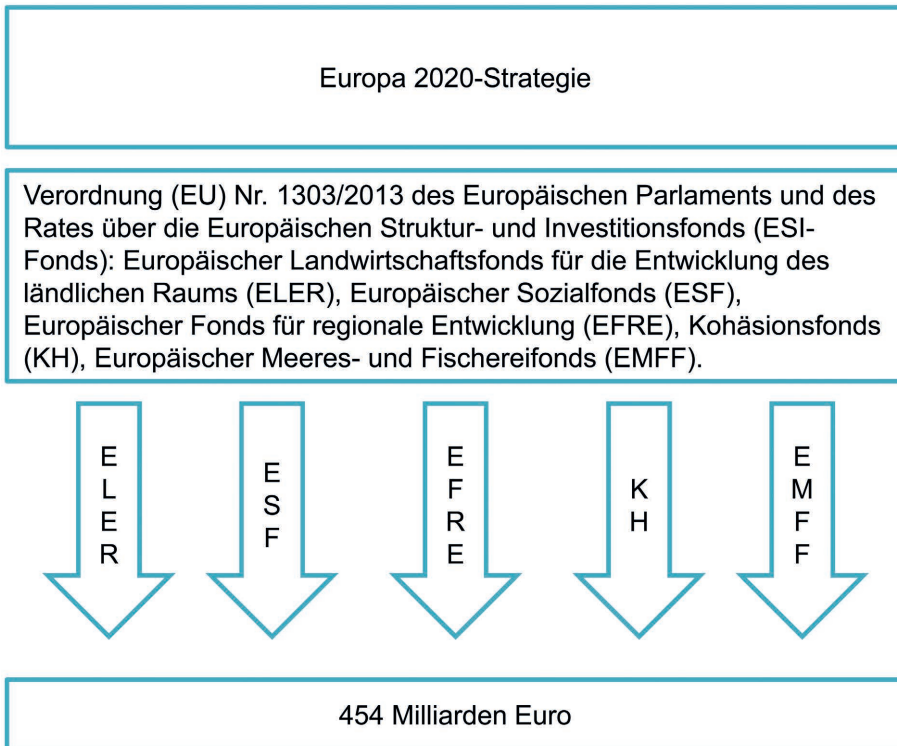 Europa 2020-Strategie
Verordnung (EU) Nr. 1303/2013 des Europäischen Parlaments und des
Rates über die Europäischen Struktur- und Investitionsfonds (ESI-
Fonds): Europäischer Landwirtschaftsfonds für die Entwicklung des
ländlichen Raums (ELER), Europäischer Sozialfonds (ESF),
Europäischer Fonds für regionale Entwicklung (EFRE), Kohäsionsfonds
(KH), Europäischer Meeres- und Fischereifonds (EMFF).
ELER
ESF
EFRE
KH
EMFF
454 Milliarden Euro